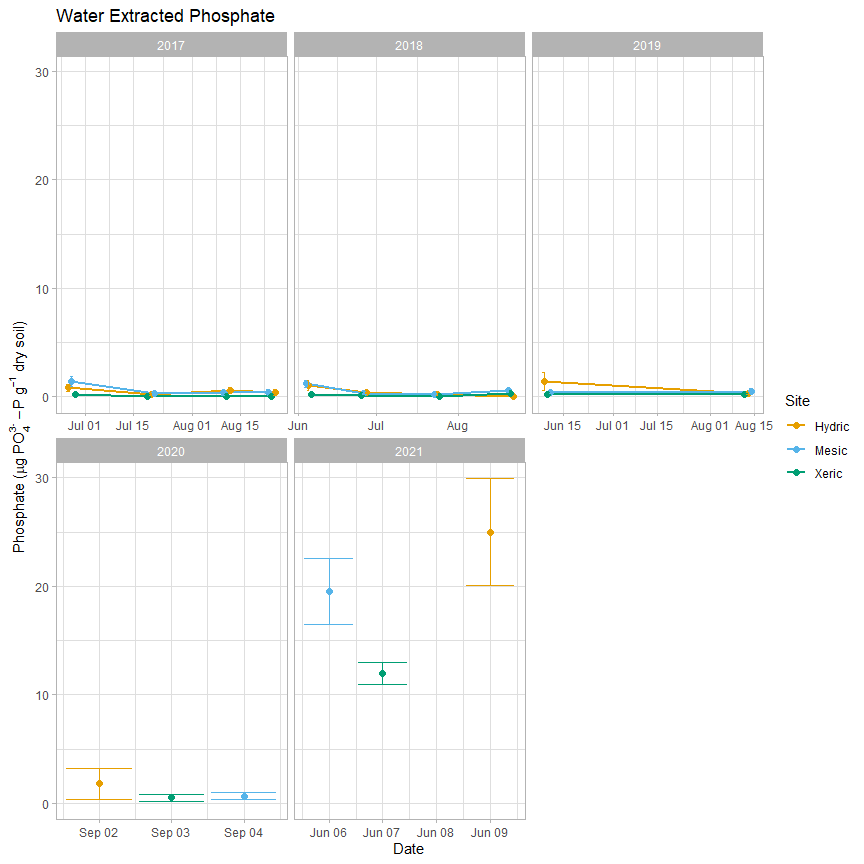 Water Extracted Phosphate
2017 2018 2019
30
20
10
0
Jul 01 Jul 15 Aug 01 Aug 15 Jun Jul Aug Jun 15 Jul 01 Jul 15 Aug 01 Aug 15
Phosphate (μg PO₄³⁻ − P g⁻¹ dry soil)
2020 2021
30
20
10
0
Sep 02 Sep 03 Sep 04 Jun 06 Jun 07 Jun 08 Jun 09
Date
Site
Hydric
Mesic
Xeric